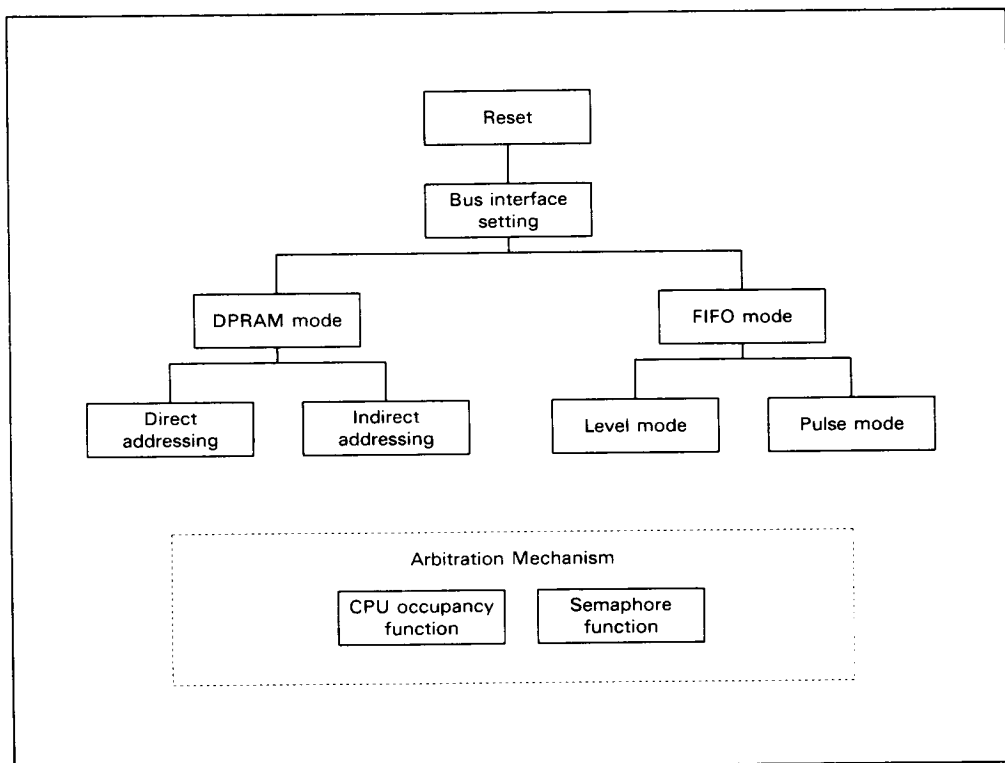 Reset
Bus interface
setting
DPRAM mode
FIFO mode
Direct
addressing
Indirect
addressing
Level mode
Pulse mode
Arbitration Mechanism
CPU occupancy
function
Semaphore
function